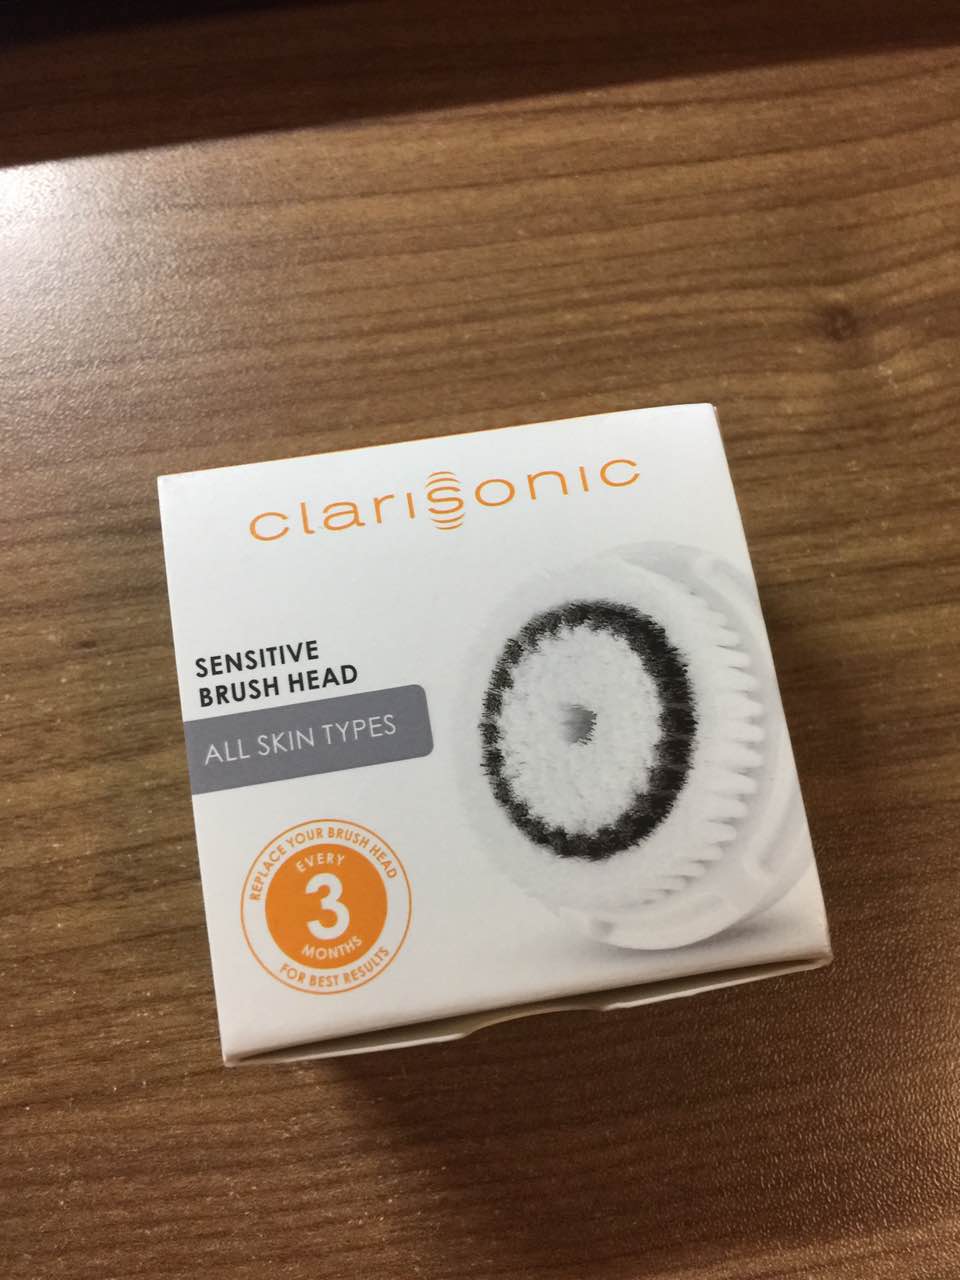 clarisonic
SENSITIVE
BRUSH HEAD
ALL SKIN TYPES
REPLACE YOUR BRUSH HEAD
EVERY
3
MONTHS
FOR BEST RESULTS